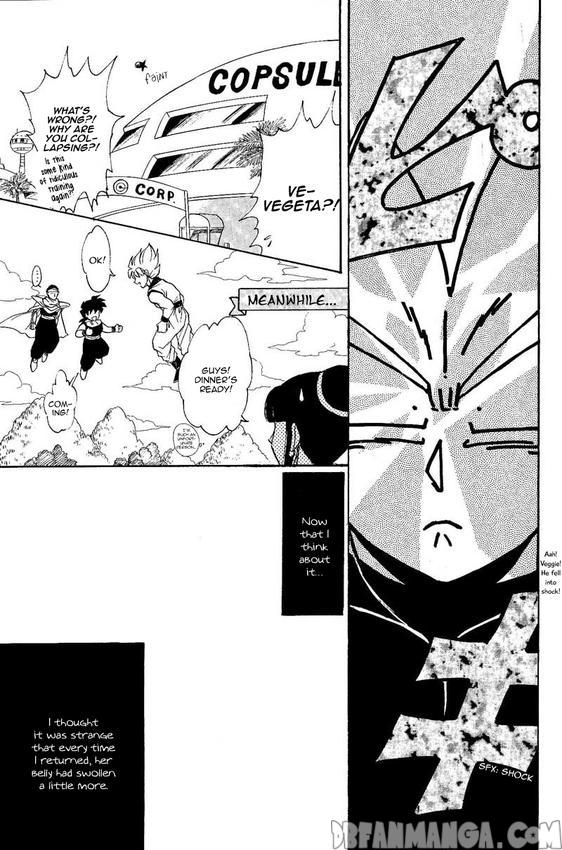 Aah!
Veggie!
He fell
into
shock!
SFX: SHOCK
COPSULE
CORP.
VE-
VEGETA?!
faint
WHAT'S
WRONG?!
WHY ARE
YOU COL-
LAPSING?!
Is this
some kind
of ridiculous
training
again?
MEANWHILE...
GUYS!
DINNER'S
READY!
OK!
...
COM-
ING!
Now
that I
think
about
it...
I thought
it was strange
that every time
I returned, her
belly had swollen
a little more.
DBFANMANGA.COM